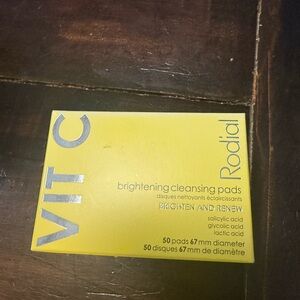 VIT C
Rodial
brightening cleansing pads
disques nettoyants éclaircissants
BRIGHTEN AND RENEW
salicylic acid
glycolic acid
lactic acid
50 pads 67mm diameter
50 disques 67mm de diamètre